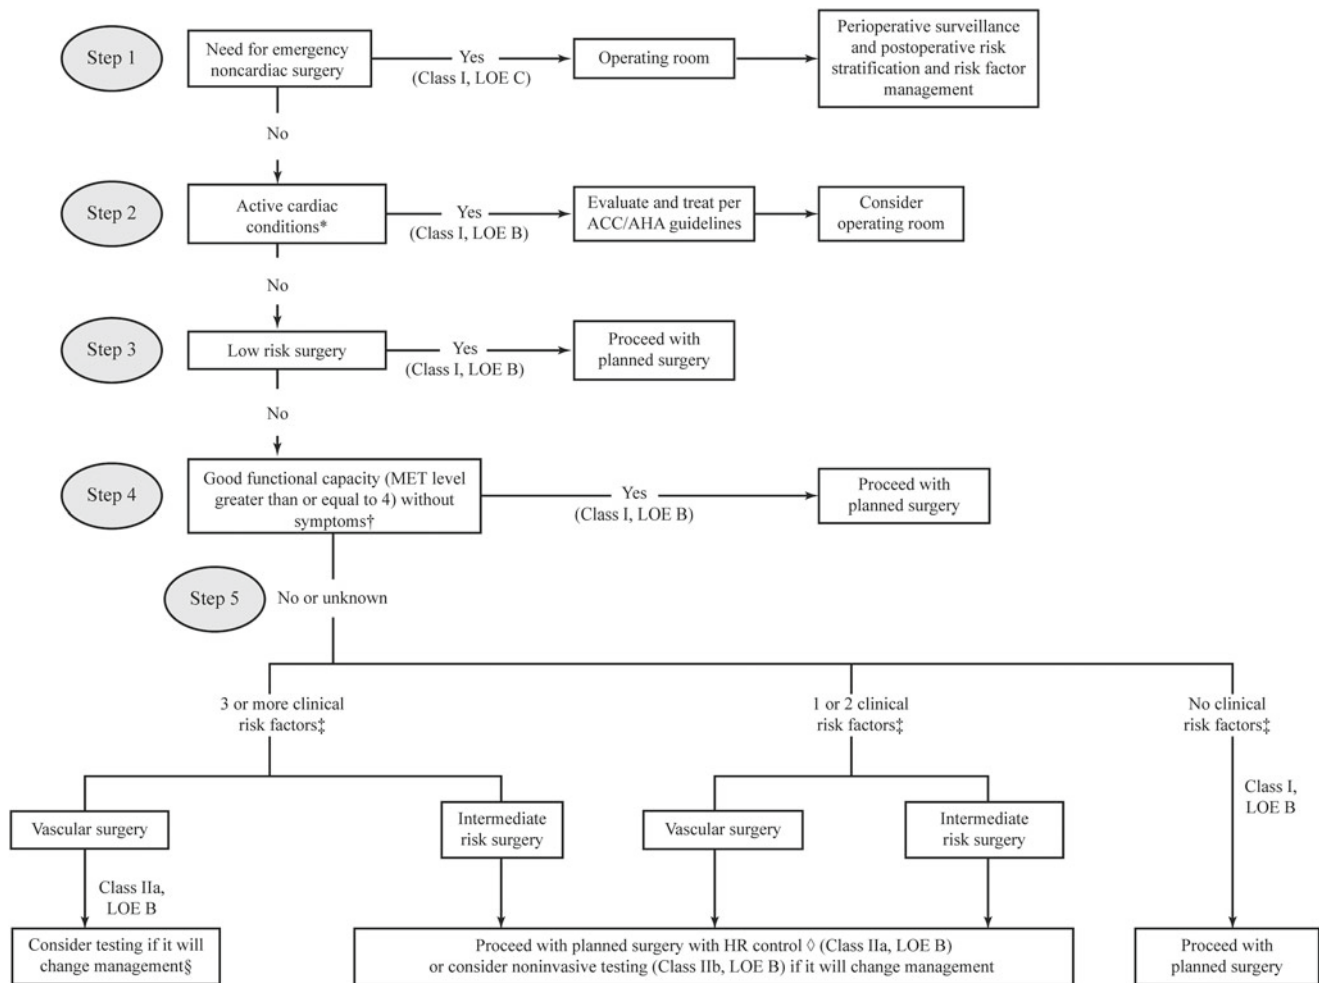 Step 1
Need for emergency
noncardiac surgery
Yes
(Class I, LOE C)
Operating room
Perioperative surveillance
and postoperative risk
stratification and risk factor
management
No
Step 2
Active cardiac
conditions*
Yes
(Class I, LOE B)
Evaluate and treat per
ACC/AHA guidelines
Consider
operating room
No
Step 3
Low risk surgery
Yes
(Class I, LOE B)
Proceed with
planned surgery
No
Step 4
Good functional capacity (MET level
greater than or equal to 4) without
symptoms†
Yes
(Class I, LOE B)
Proceed with
planned surgery
Step 5
No or unknown
3 or more clinical
risk factors‡
1 or 2 clinical
risk factors‡
No clinical
risk factors‡
Vascular surgery
Intermediate
risk surgery
Vascular surgery
Intermediate
risk surgery
Class I,
LOE B
Class IIa,
LOE B
Consider testing if it will
change management§
Proceed with planned surgery with HR control ◊ (Class IIa, LOE B)
or consider noninvasive testing (Class IIb, LOE B) if it will change management
Proceed with
planned surgery